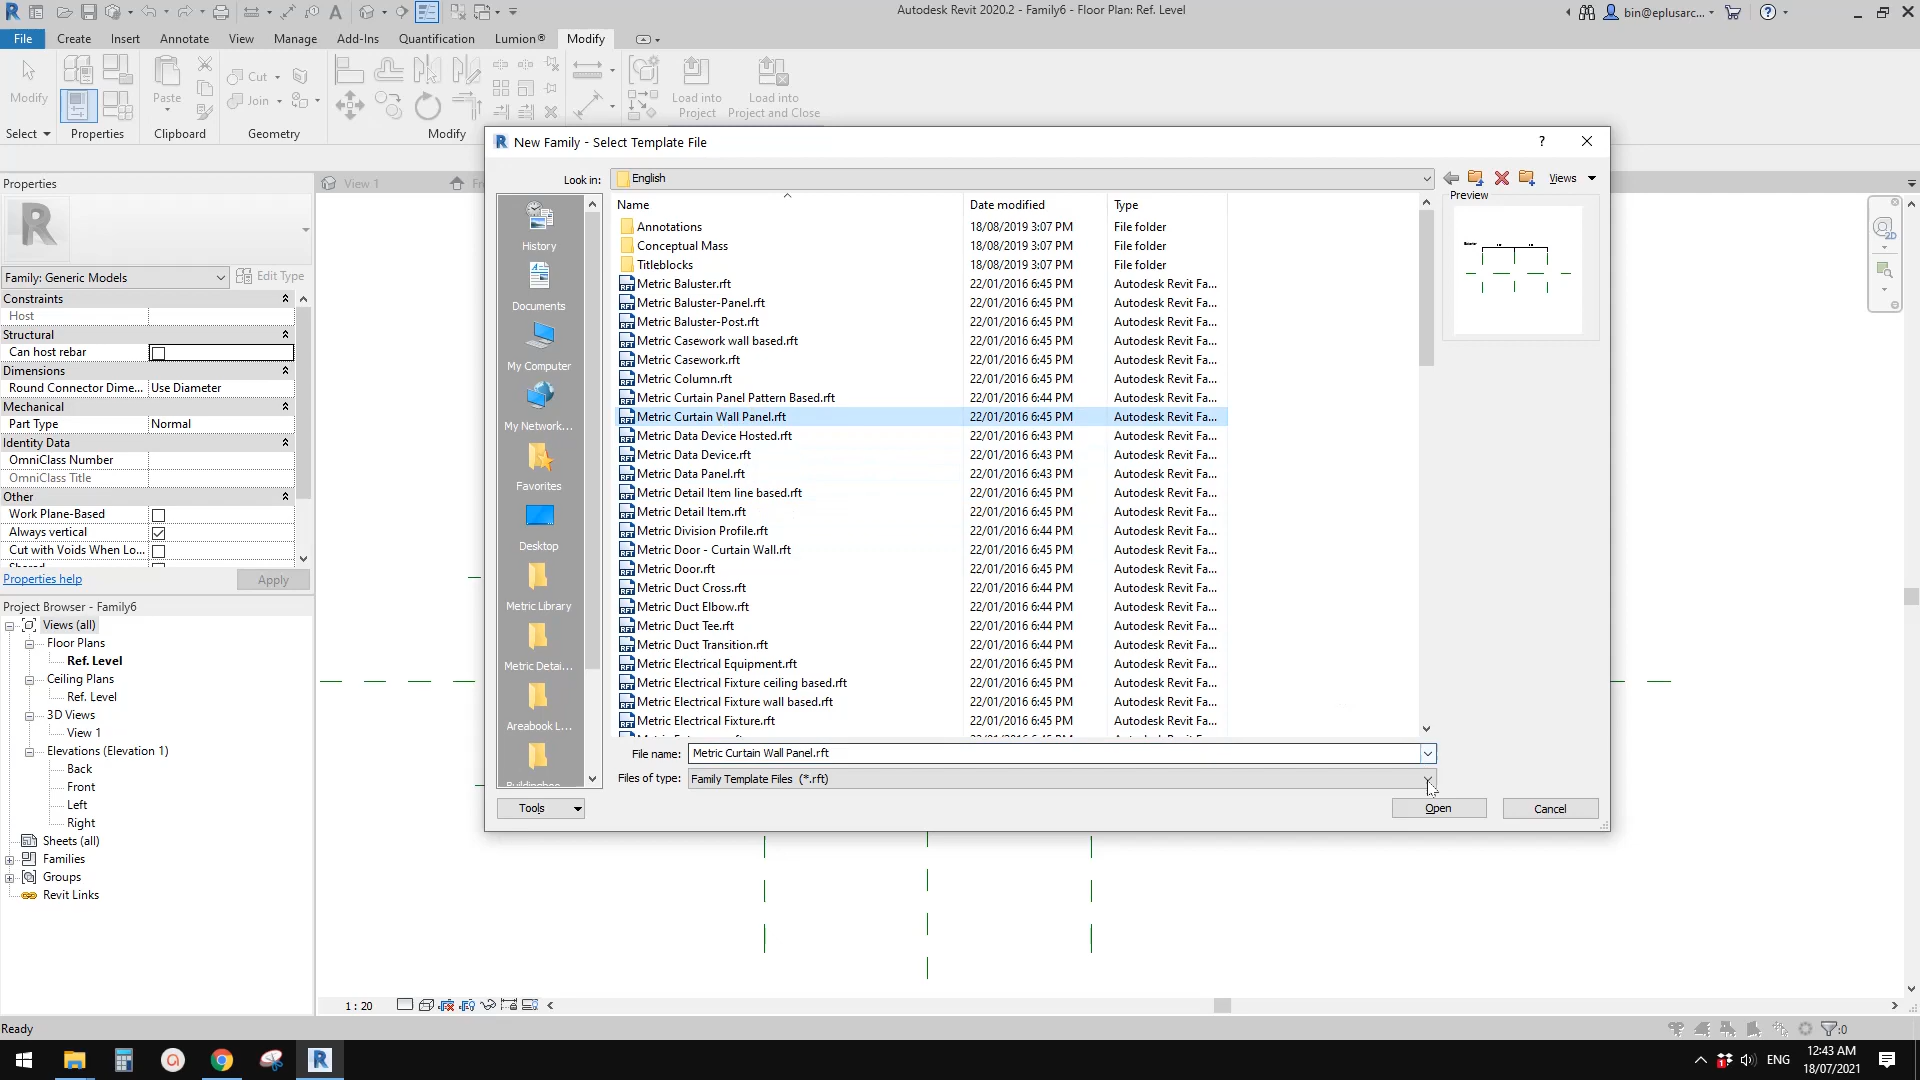 Autodesk Revit 2020.2 - Family6 - Floor Plan: Ref. Level
bin@eplusarc...
File
Create
Insert
Annotate
View
Manage
Add-Ins
Quantification
Lumion®
Modify
Modify
Paste
Cut
Join
Load into
Project
Load into
Project and Close
Select
Properties
Clipboard
Geometry
Modify
Properties
View 1
Family: Generic Models
Edit Type
Constraints
Host
Structural
Can host rebar
Dimensions
Round Connector Dime...
Use Diameter
Mechanical
Part Type
Normal
Identity Data
OmniClass Number
OmniClass Title
Other
Work Plane-Based
Always vertical
Cut with Voids When Lo...
Properties help
Apply
Project Browser - Family6
Views (all)
Floor Plans
Ref. Level
Ceiling Plans
Ref. Level
3D Views
View 1
Elevations (Elevation 1)
Back
Front
Left
Right
Sheets (all)
Families
Groups
Revit Links
New Family - Select Template File
Look in:
English
Views
Preview
History
Documents
My Computer
My Network...
Favorites
Desktop
Metric Library
Metric Detai...
Areabook L...
Name Date modified Type
Annotations 18/08/2019 3:07 PM File folder
Conceptual Mass 18/08/2019 3:07 PM File folder
Titleblocks 18/08/2019 3:07 PM File folder
Metric Baluster.rft 22/01/2016 6:45 PM Autodesk Revit Fa...
Metric Baluster-Panel.rft 22/01/2016 6:45 PM Autodesk Revit Fa...
Metric Baluster-Post.rft 22/01/2016 6:45 PM Autodesk Revit Fa...
Metric Casework wall based.rft 22/01/2016 6:45 PM Autodesk Revit Fa...
Metric Casework.rft 22/01/2016 6:45 PM Autodesk Revit Fa...
Metric Column.rft 22/01/2016 6:45 PM Autodesk Revit Fa...
Metric Curtain Panel Pattern Based.rft 22/01/2016 6:44 PM Autodesk Revit Fa...
Metric Curtain Wall Panel.rft 22/01/2016 6:45 PM Autodesk Revit Fa...
Metric Data Device Hosted.rft 22/01/2016 6:43 PM Autodesk Revit Fa...
Metric Data Device.rft 22/01/2016 6:43 PM Autodesk Revit Fa...
Metric Data Panel.rft 22/01/2016 6:43 PM Autodesk Revit Fa...
Metric Detail Item line based.rft 22/01/2016 6:45 PM Autodesk Revit Fa...
Metric Detail Item.rft 22/01/2016 6:45 PM Autodesk Revit Fa...
Metric Division Profile.rft 22/01/2016 6:44 PM Autodesk Revit Fa...
Metric Door - Curtain Wall.rft 22/01/2016 6:45 PM Autodesk Revit Fa...
Metric Door.rft 22/01/2016 6:45 PM Autodesk Revit Fa...
Metric Duct Cross.rft 22/01/2016 6:44 PM Autodesk Revit Fa...
Metric Duct Elbow.rft 22/01/2016 6:44 PM Autodesk Revit Fa...
Metric Duct Tee.rft 22/01/2016 6:44 PM Autodesk Revit Fa...
Metric Duct Transition.rft 22/01/2016 6:44 PM Autodesk Revit Fa...
Metric Electrical Equipment.rft 22/01/2016 6:44 PM Autodesk Revit Fa...
Metric Electrical Fixture ceiling based.rft 22/01/2016 6:45 PM Autodesk Revit Fa...
Metric Electrical Fixture wall based.rft 22/01/2016 6:45 PM Autodesk Revit Fa...
Metric Electrical Fixture.rft 22/01/2016 6:45 PM Autodesk Revit Fa...
File name: Metric Curtain Wall Panel.rft
Files of type: Family Template Files (*.rft)
Tools
Open
Cancel
1 : 20
Ready
:0
ENG
12:43 AM
18/07/2021